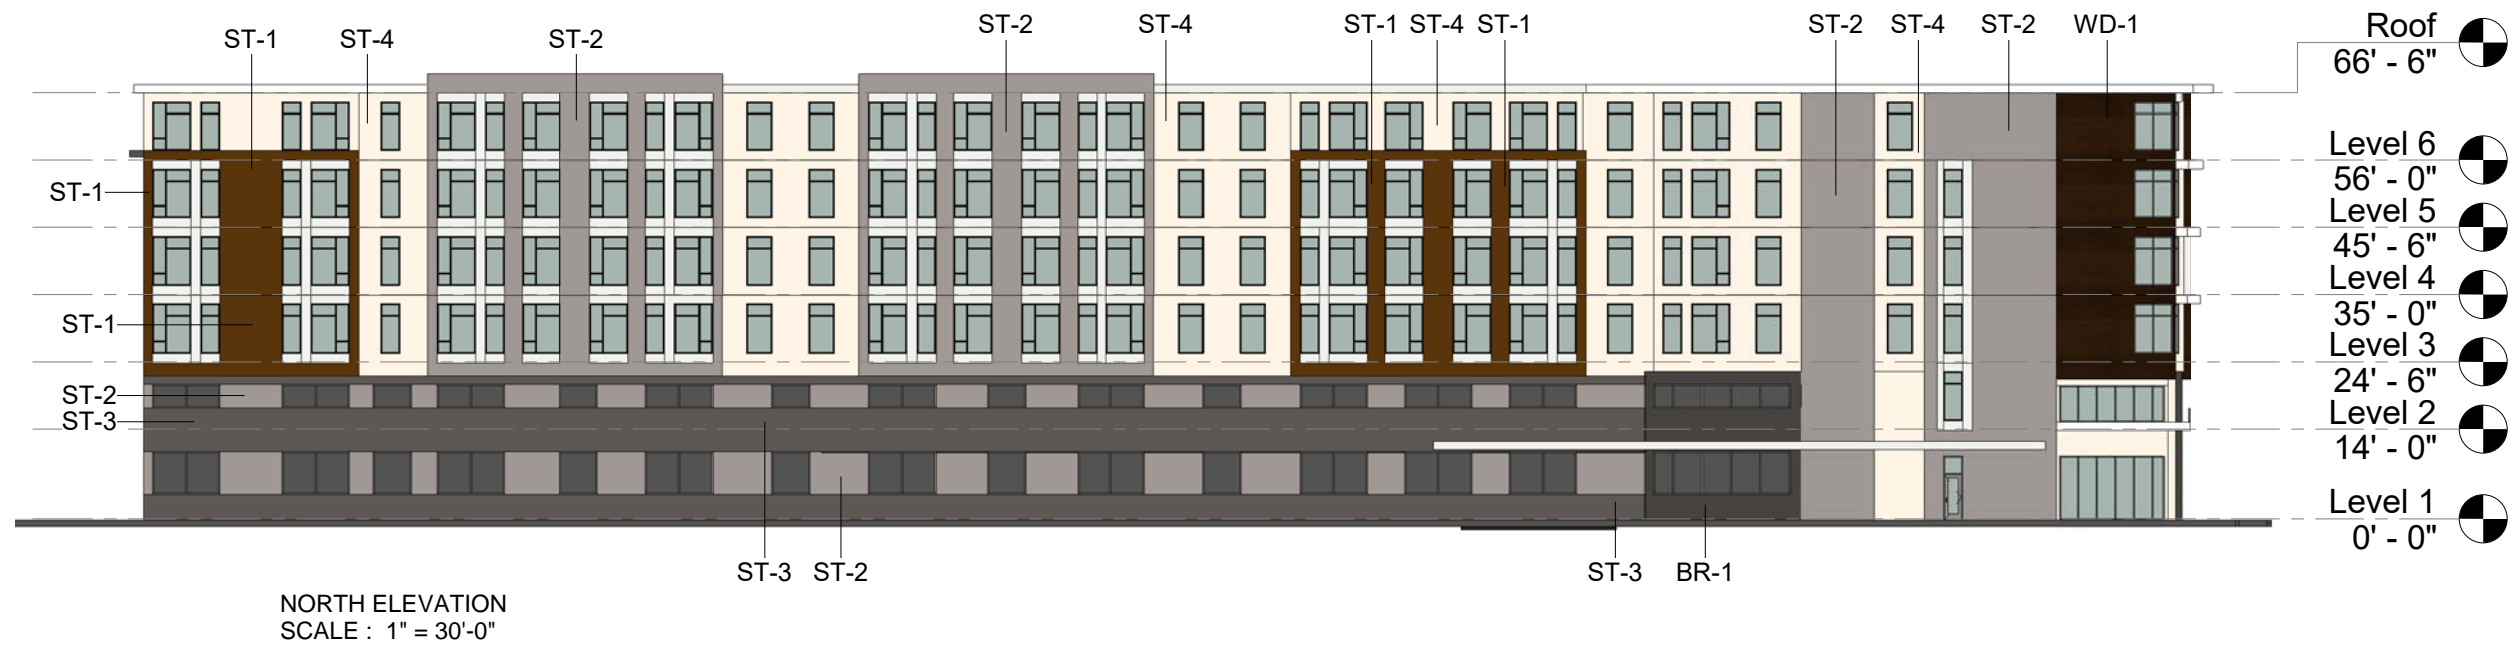 ST-1
ST-4
ST-2
ST-2
ST-4
ST-1
ST-4
ST-1
ST-2
ST-4
ST-2
WD-1
Roof
66' - 6"
ST-1
Level 6
56' - 0"
Level 5
45' - 6"
ST-1
Level 4
35' - 0"
Level 3
24' - 6"
ST-2
ST-3
Level 2
14' - 0"
Level 1
0' - 0"
ST-3
ST-2
ST-3
BR-1
NORTH ELEVATION
SCALE : 1" = 30'-0"